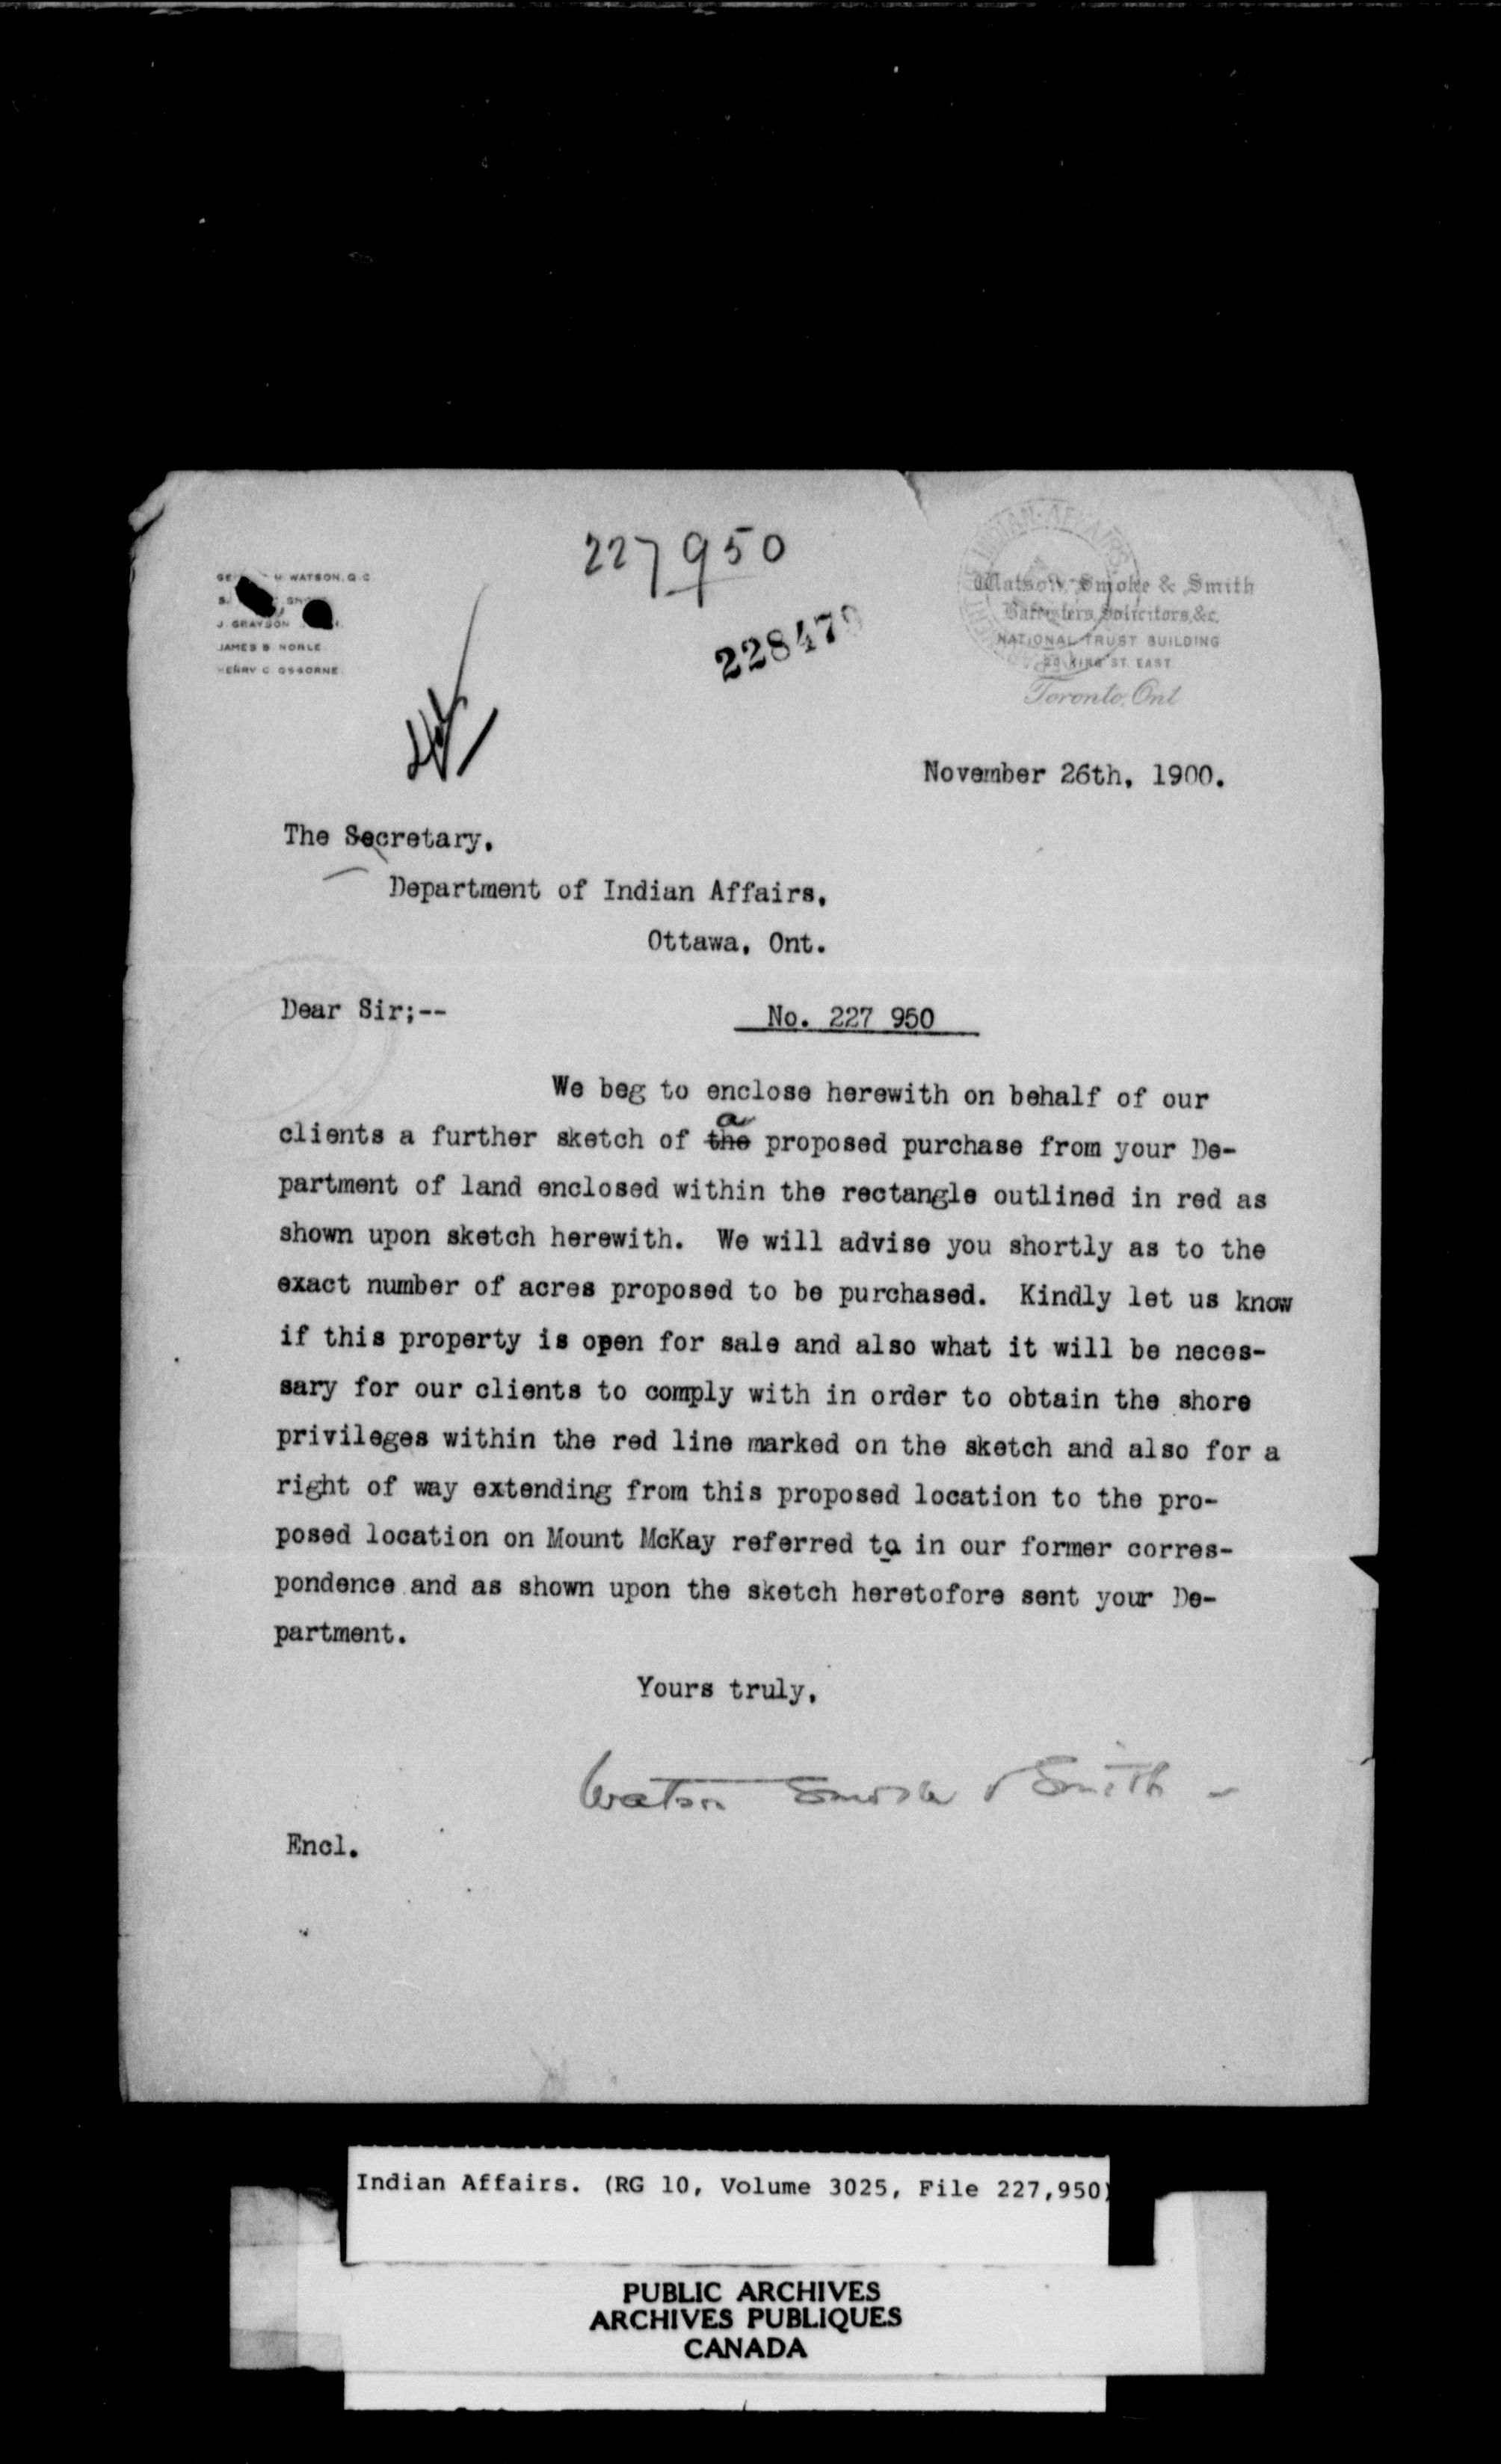 227950
228479
WATSON, Q.C.
J. GRAYSON
JAMES B. NOBLE
HENRY C. OSBORNE
Watson, Smoke & Smith
Barristers, Solicitors, &c.
NATIONAL TRUST BUILDING
KING ST. EAST
Toronto, Ont
November 26th, 1900.
The Secretary,
Department of Indian Affairs,
Ottawa, Ont.
Dear Sir;--
No. 227 950
We beg to enclose herewith on behalf of our
a
clients a further sketch of the proposed purchase from your De-
partment of land enclosed within the rectangle outlined in red as
shown upon sketch herewith. We will advise you shortly as to the
exact number of acres proposed to be purchased. Kindly let us know
if this property is open for sale and also what it will be neces-
sary for our clients to comply with in order to obtain the shore
privileges within the red line marked on the sketch and also for a
right of way extending from this proposed location to the pro-
posed location on Mount McKay referred to in our former corres-
pondence and as shown upon the sketch heretofore sent your De-
partment.
Yours truly,
Watson Smoke & Smith
Encl.
Indian Affairs. (RG 10, Volume 3025, File 227,950)
PUBLIC ARCHIVES
ARCHIVES PUBLIQUES
CANADA